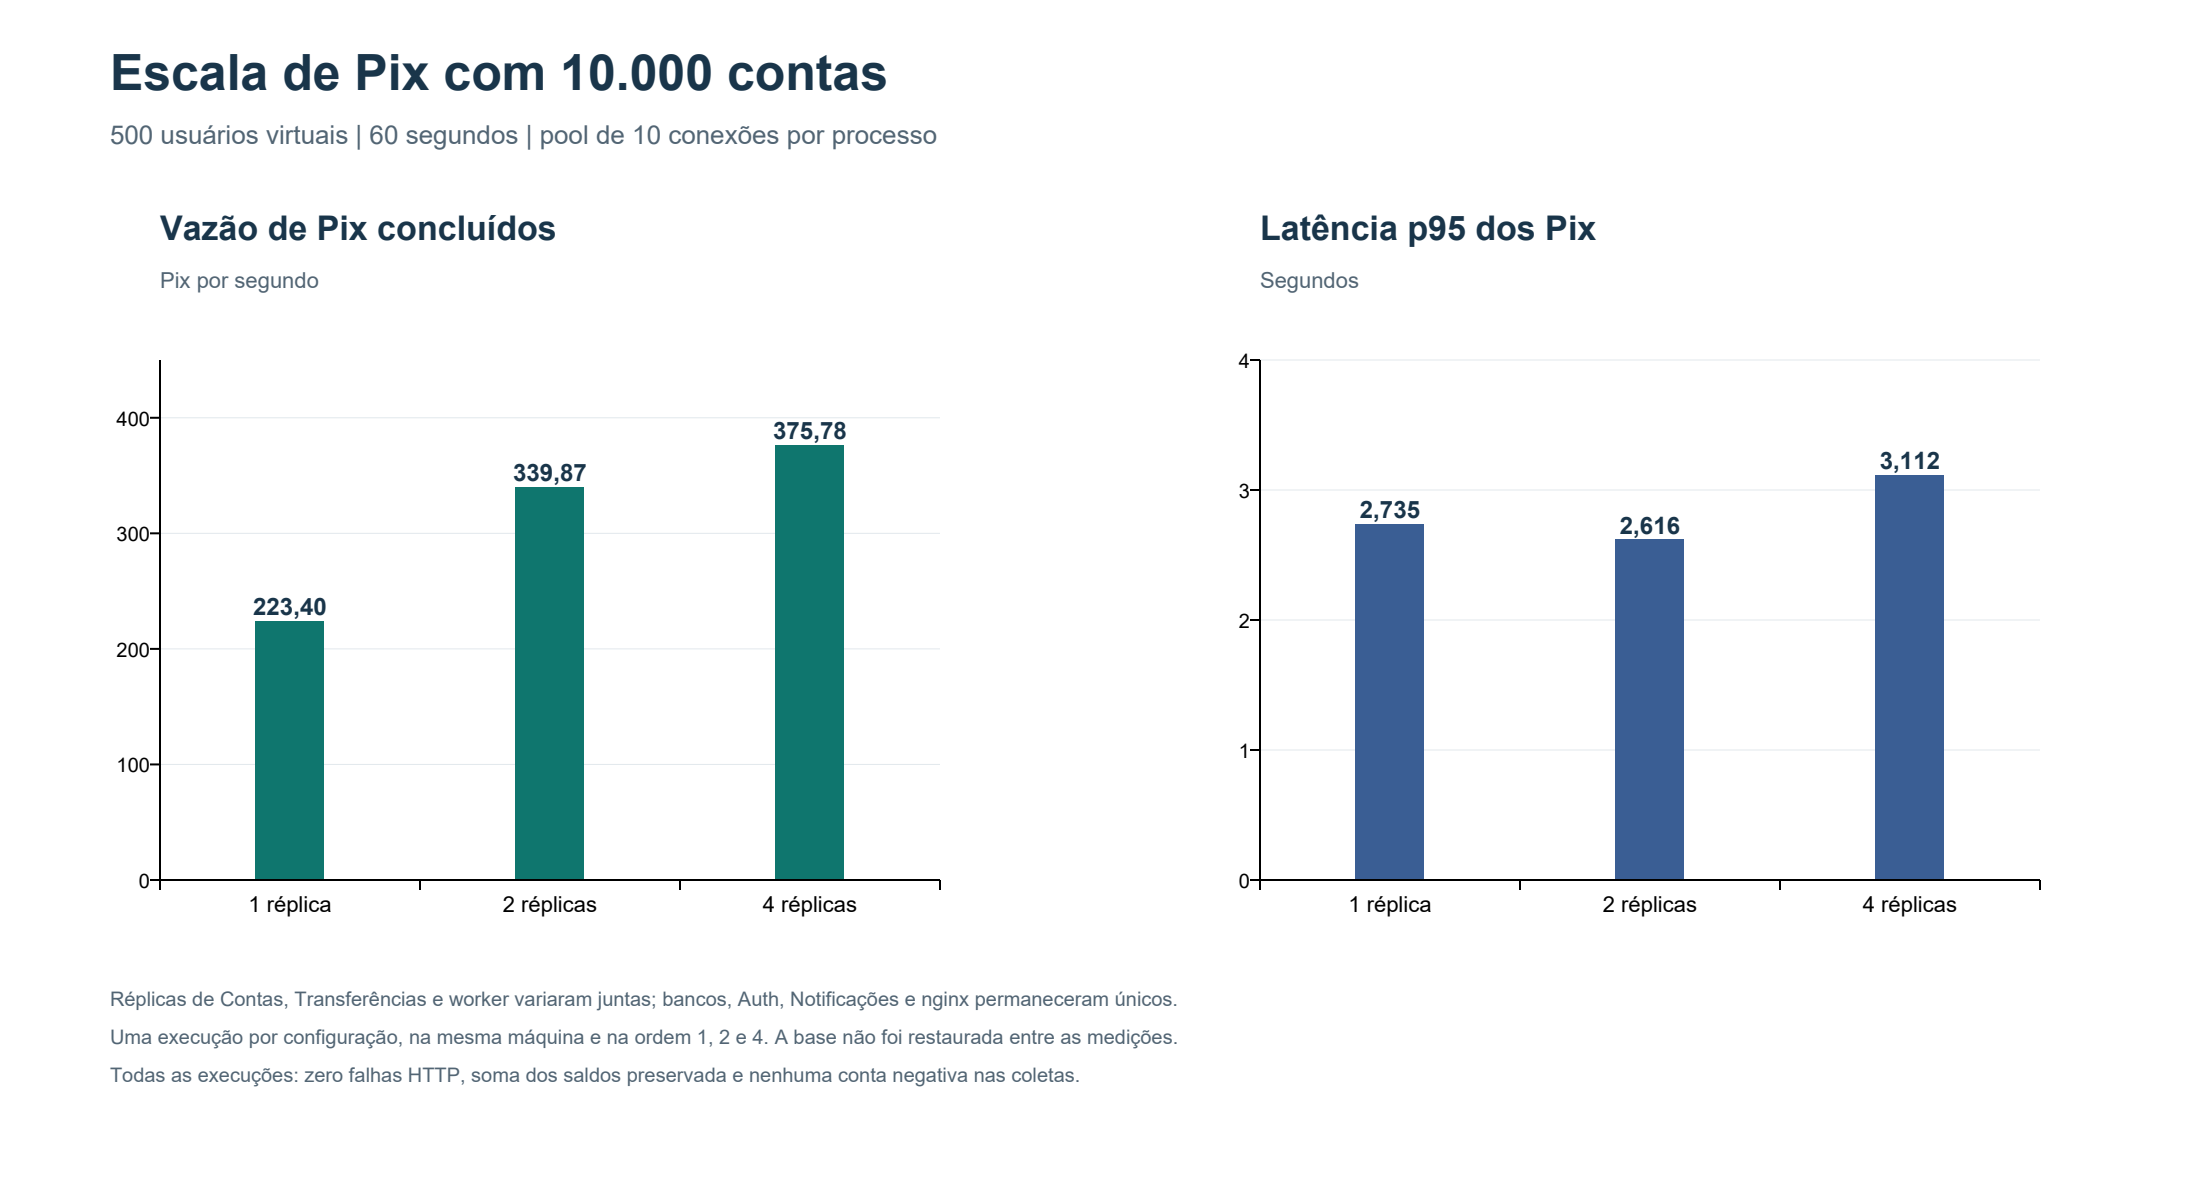 Escala de Pix com 10.000 contas
500 usuários virtuais | 60 segundos | pool de 10 conexões por processo
Vazão de Pix concluídos
Pix por segundo
400
300
200
100
0
223,40
339,87
375,78
1 réplica
2 réplicas
4 réplicas
Latência p95 dos Pix
Segundos
4
3
2
1
0
2,735
2,616
3,112
1 réplica
2 réplicas
4 réplicas
Réplicas de Contas, Transferências e worker variaram juntas; bancos, Auth, Notificações e nginx permaneceram únicos.
Uma execução por configuração, na mesma máquina e na ordem 1, 2 e 4. A base não foi restaurada entre as medições.
Todas as execuções: zero falhas HTTP, soma dos saldos preservada e nenhuma conta negativa nas coletas.